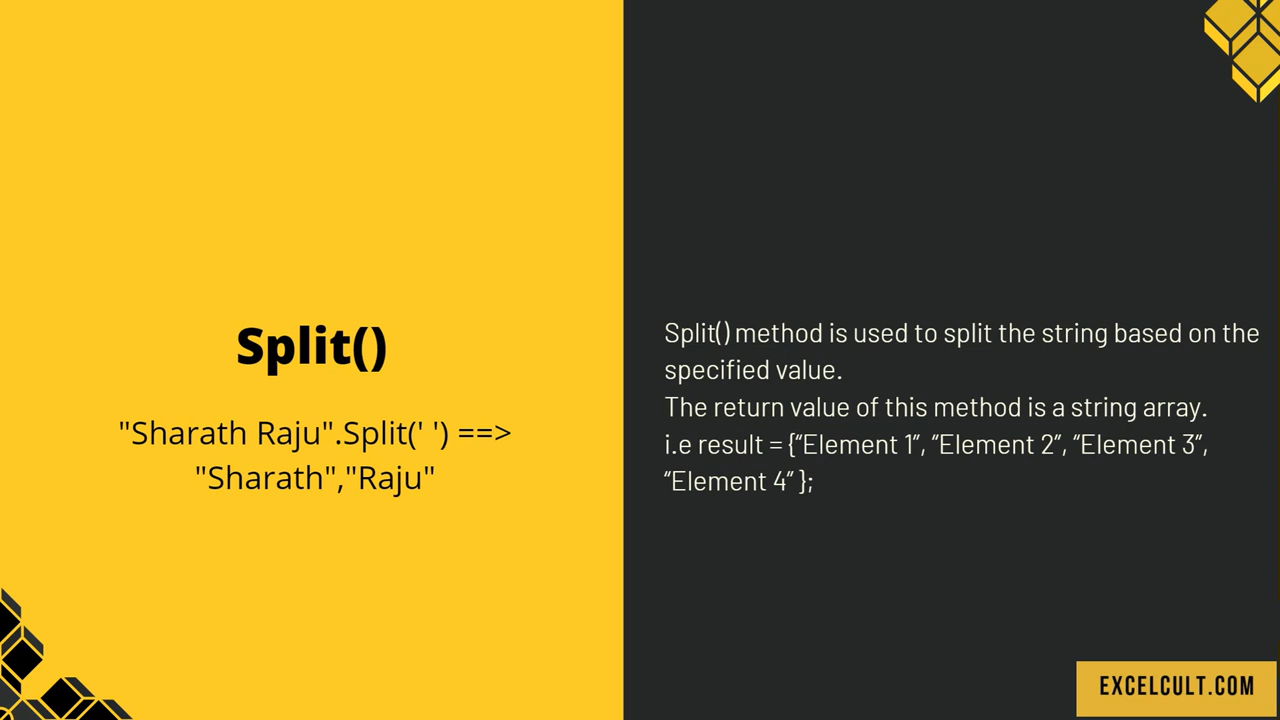 Split()
"Sharath Raju".Split(' ') ==>
"Sharath","Raju"
Split() method is used to split the string based on the
specified value.
The return value of this method is a string array.
i.e result = {“Element 1”, “Element 2”, “Element 3”,
“Element 4” };
EXCELCULT.COM